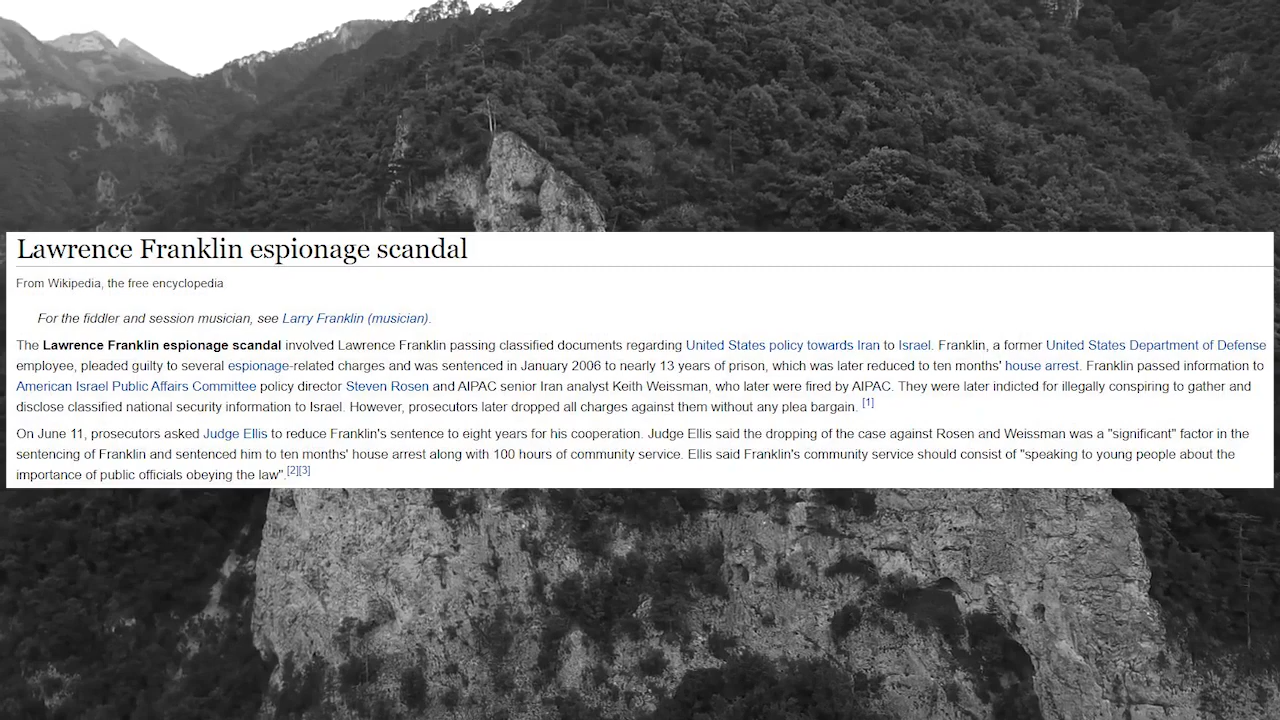 Lawrence Franklin espionage scandal
From Wikipedia, the free encyclopedia
For the fiddler and session musician, see Larry Franklin (musician).
The Lawrence Franklin espionage scandal involved Lawrence Franklin passing classified documents regarding United States policy towards Iran to Israel. Franklin, a former United States Department of Defense
employee, pleaded guilty to several espionage-related charges and was sentenced in January 2006 to nearly 13 years of prison, which was later reduced to ten months' house arrest. Franklin passed information to
American Israel Public Affairs Committee policy director Steven Rosen and AIPAC senior Iran analyst Keith Weissman, who later were fired by AIPAC. They were later indicted for illegally conspiring to gather and
disclose classified national security information to Israel. However, prosecutors later dropped all charges against them without any plea bargain. [1]
On June 11, prosecutors asked Judge Ellis to reduce Franklin's sentence to eight years for his cooperation. Judge Ellis said the dropping of the case against Rosen and Weissman was a "significant" factor in the
sentencing of Franklin and sentenced him to ten months' house arrest along with 100 hours of community service. Ellis said Franklin's community service should consist of "speaking to young people about the
importance of public officials obeying the law".[2][3]